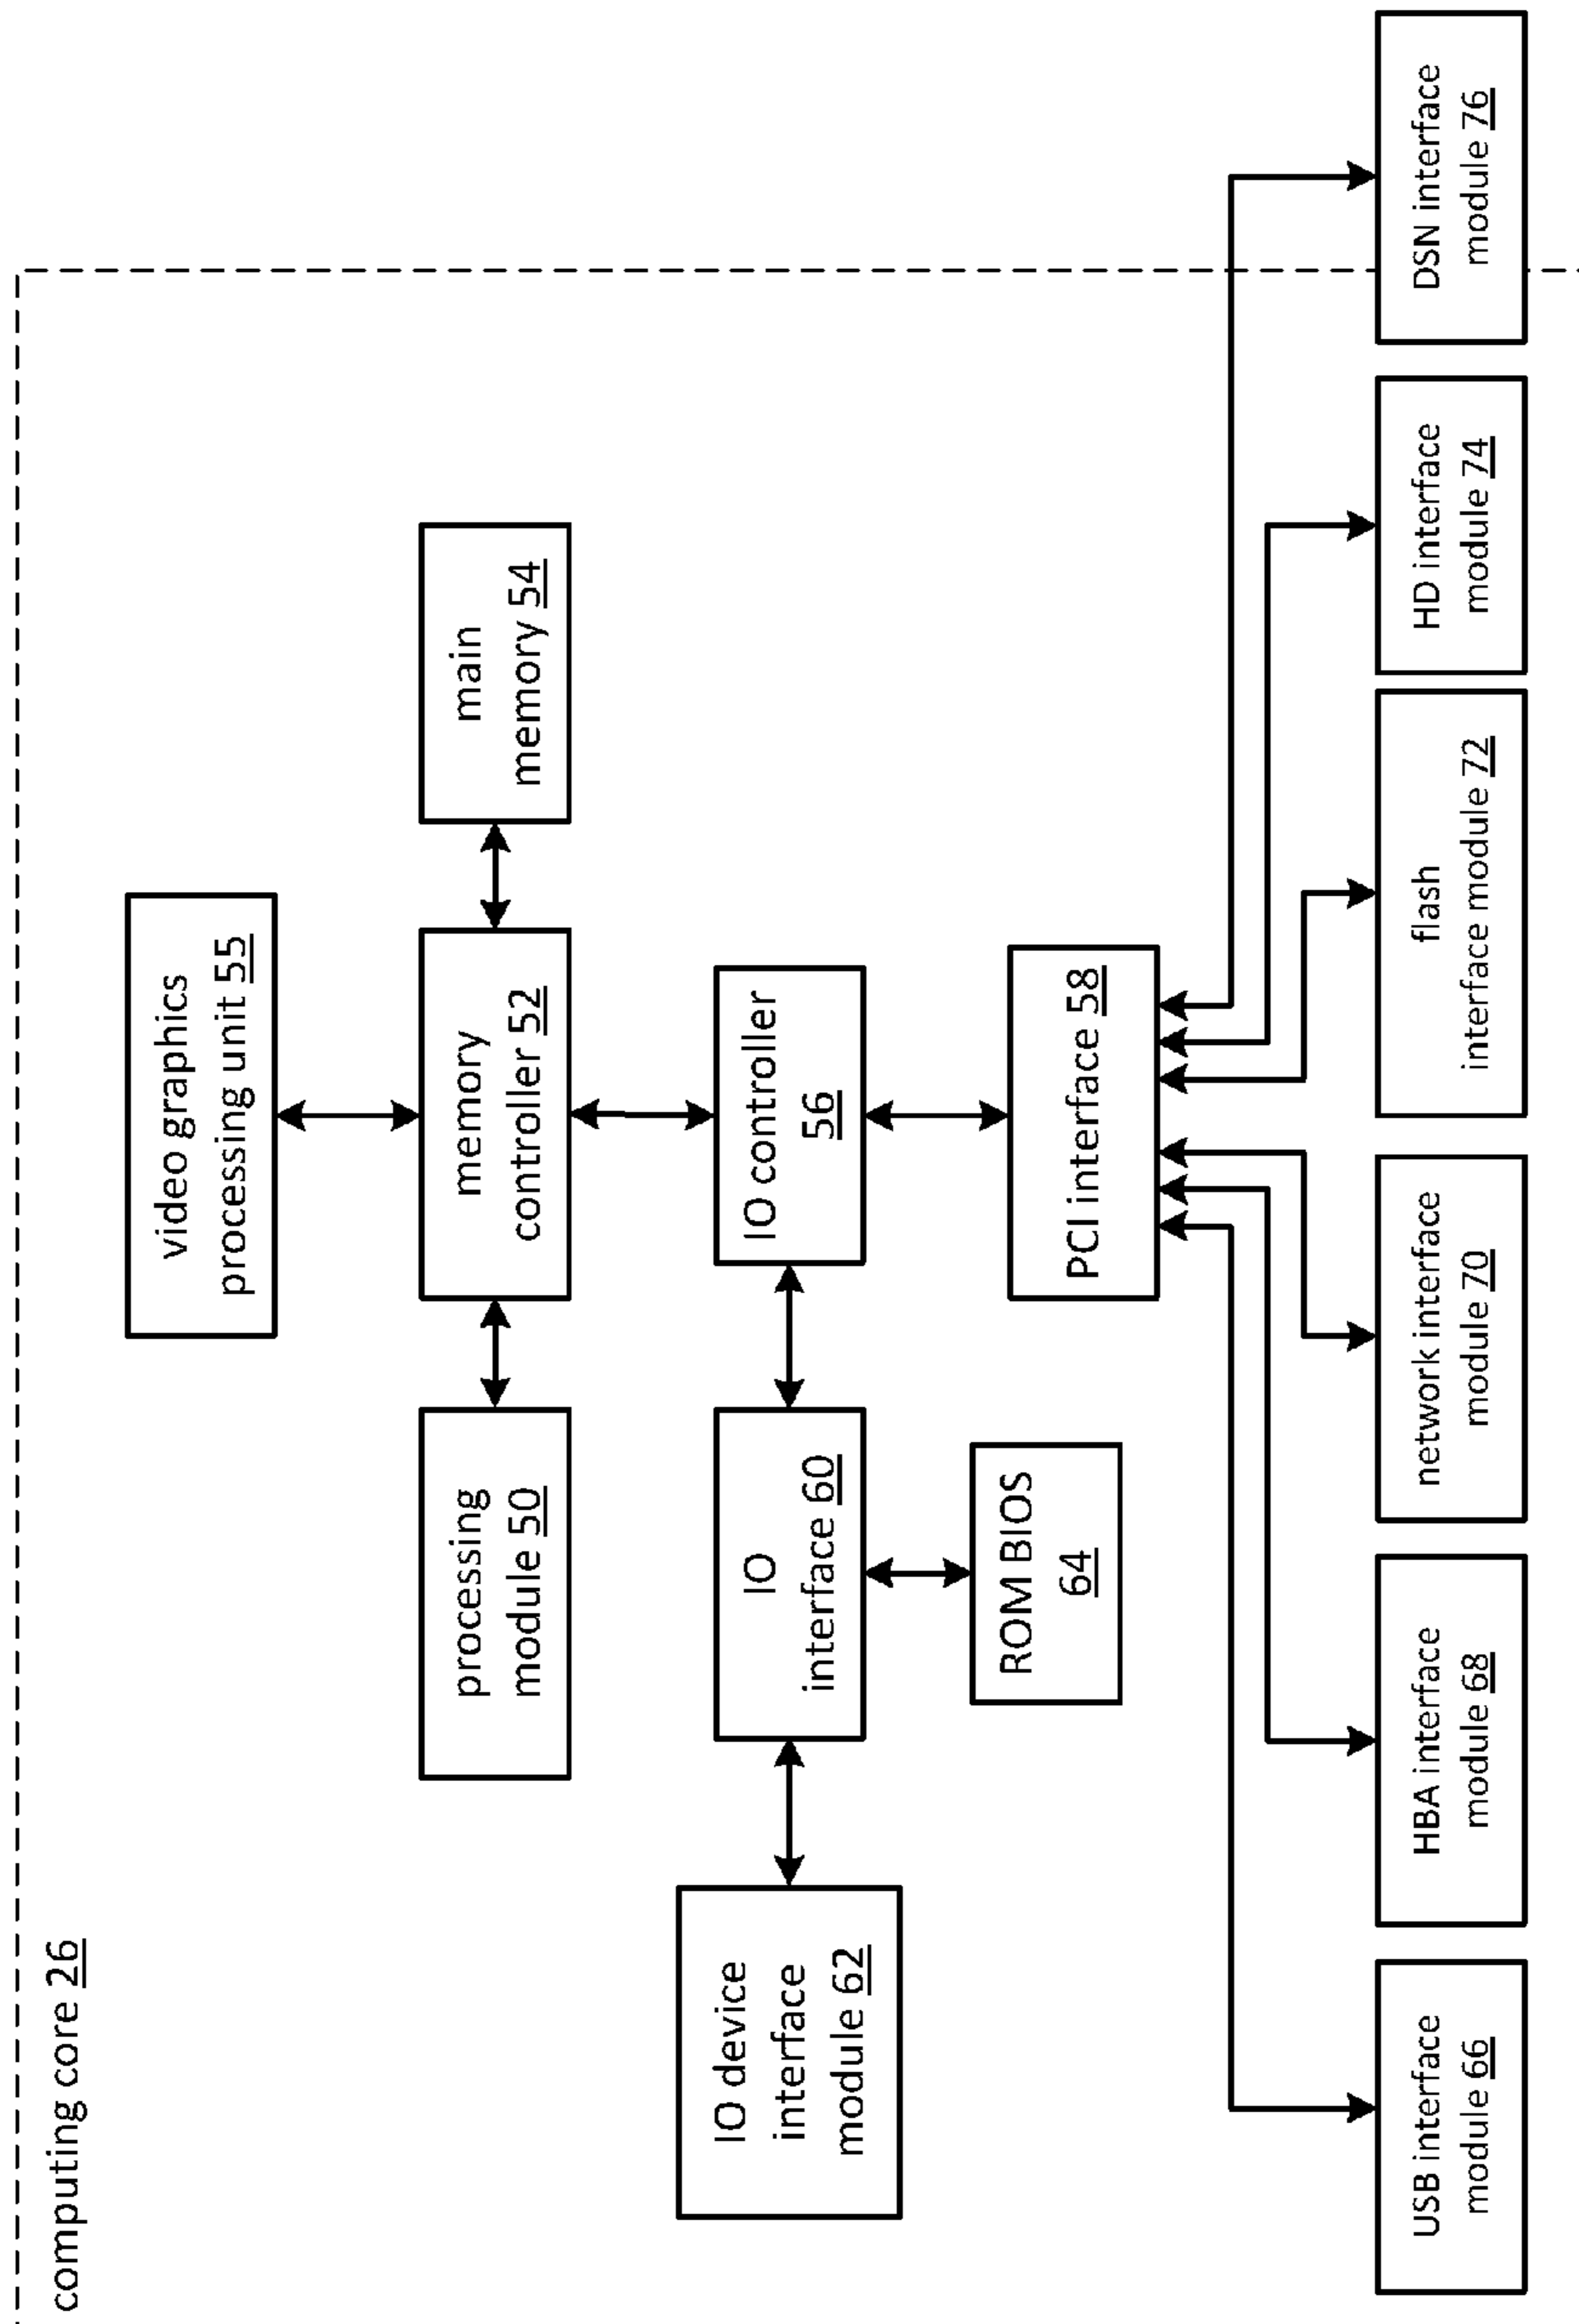 computing core 26
video graphics
processing unit 55
processing
module 50
memory
controller 52
main
memory 54
IO device
interface
module 62
IO
interface 60
IO controller
56
ROM BIOS
64
PCI interface 58
USB interface
module 66
HBA interface
module 68
network interface
module 70
flash
interface module 72
HD interface
module 74
DSN interface
module 76